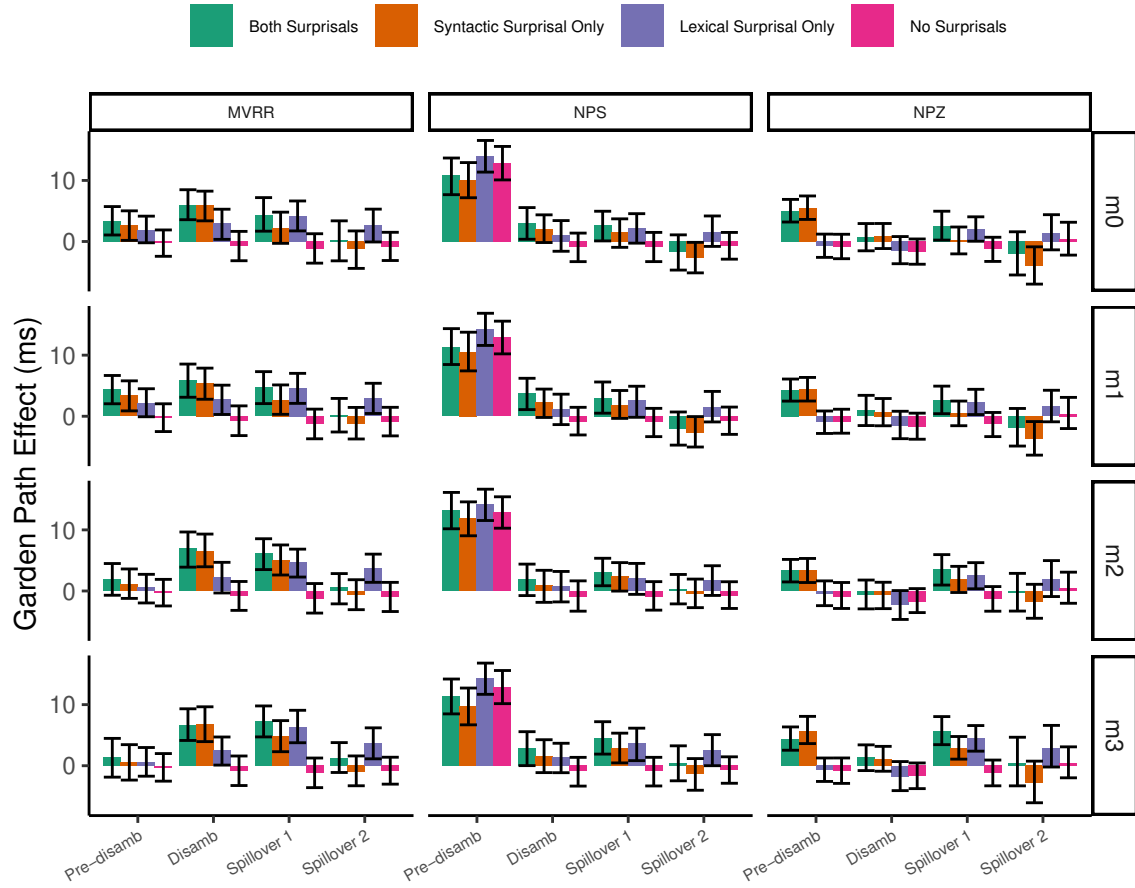 Both Surprisals Syntactic Surprisal Only Lexical Surprisal Only No Surprisals
MVRR NPS NPZ
Garden Path Effect (ms)
10
0
m0
10
0
m1
10
0
m2
10
0
m3
Pre−disamb Disamb Spillover 1 Spillover 2 Pre−disamb Disamb Spillover 1 Spillover 2 Pre−disamb Disamb Spillover 1 Spillover 2